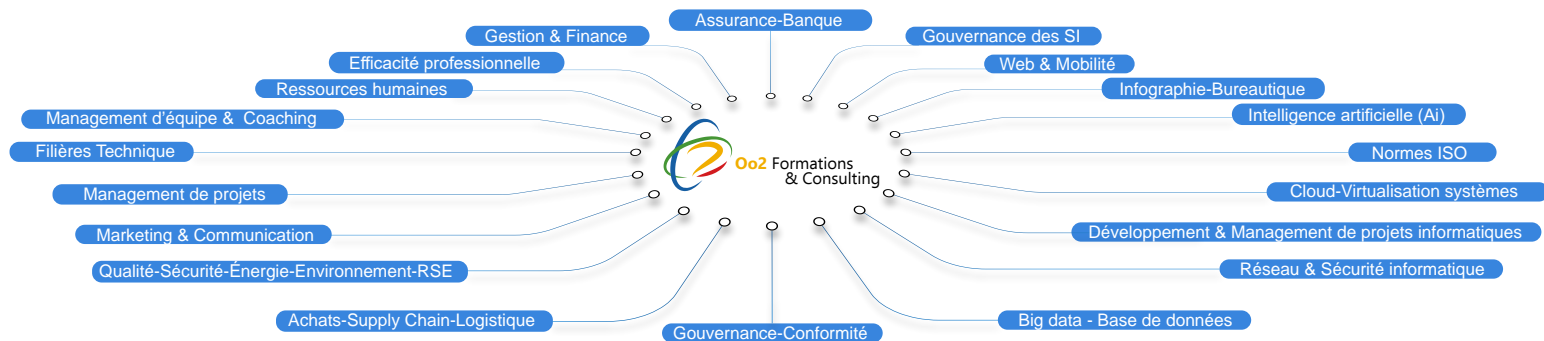 Assurance-Banque
Gestion & Finance
Gouvernance des SI
Efficacité professionnelle
Web & Mobilité
Ressources humaines
Infographie-Bureautique
Management d'équipe & Coaching
Intelligence artificielle (Ai)
Filières Technique
Normes ISO
Oo2 Formations
& Consulting
Management de projets
Cloud-Virtualisation systèmes
Marketing & Communication
Développement & Management de projets informatiques
Qualité-Sécurité-Énergie-Environnement-RSE
Réseau & Sécurité informatique
Achats-Supply Chain-Logistique
Big data - Base de données
Gouvernance-Conformité